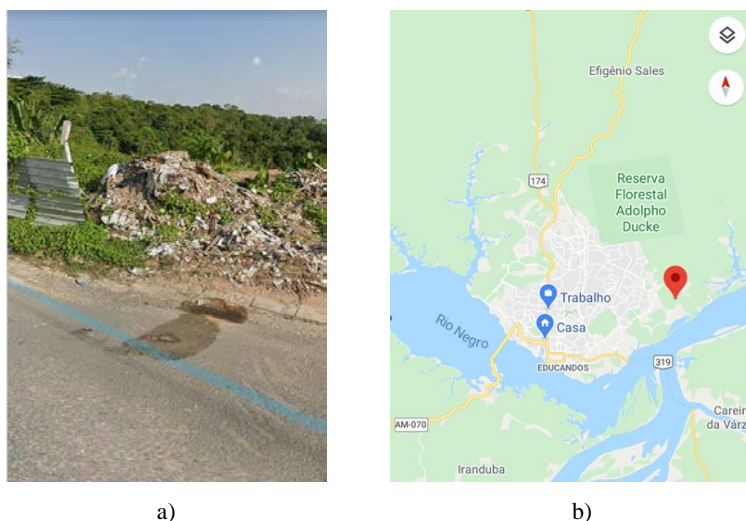 Efigênio Sales
174
Reserva
Florestal
Adolpho
Ducke
Trabalho
Rio Negro
Casa
EDUCANDOS
319
Careir
da Várz
AM-070
Iranduba
a)
b)